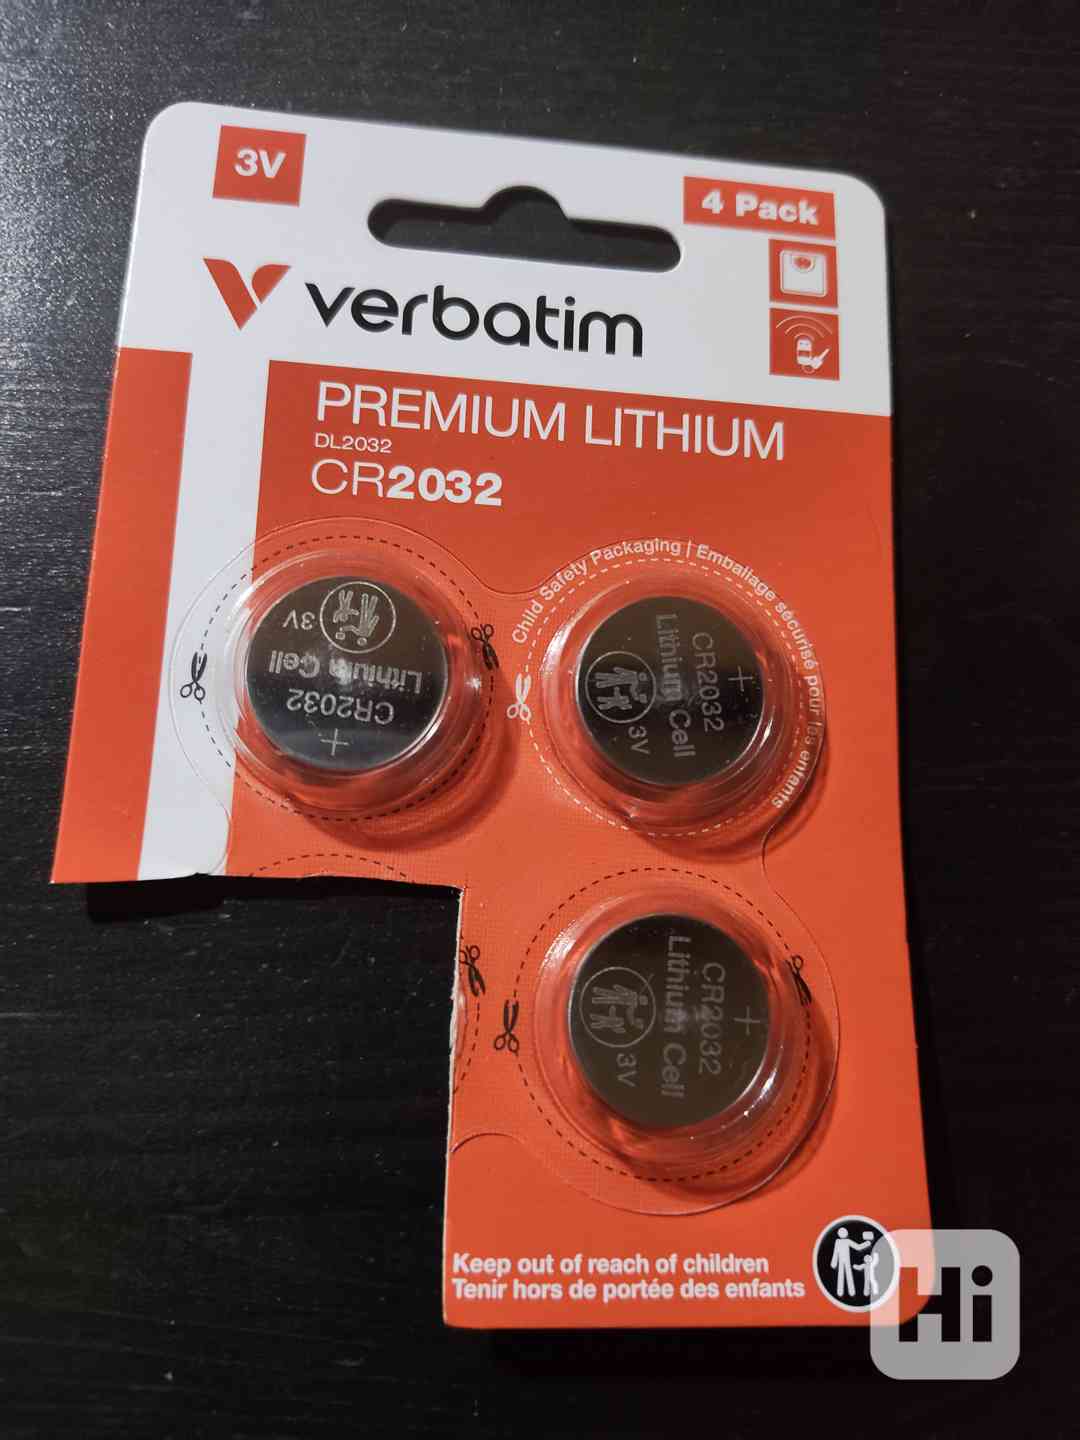 3V
4 Pack
verbatim
PREMIUM LITHIUM
DL2032
CR2032
Child Safety Packaging | Emballage sécurisé pour les enfants
3V
Lithium Cell
CR2032
+
+
CR2032
Lithium Cell
3V
+
CR2032
Lithium Cell
3V
Keep out of reach of children
Tenir hors de portée des enfants
Hi